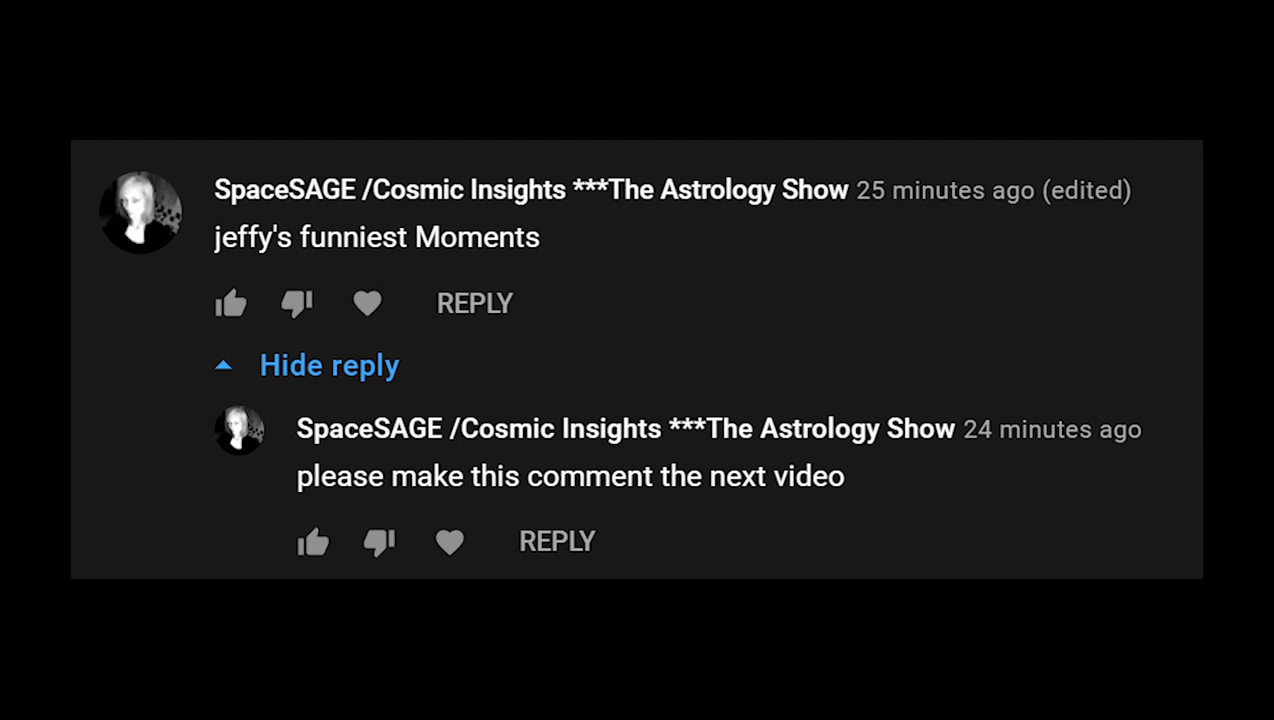 SpaceSAGE /Cosmic Insights ***The Astrology Show 25 minutes ago (edited)
jeffy's funniest Moments
REPLY
Hide reply
SpaceSAGE /Cosmic Insights ***The Astrology Show 24 minutes ago
please make this comment the next video
REPLY